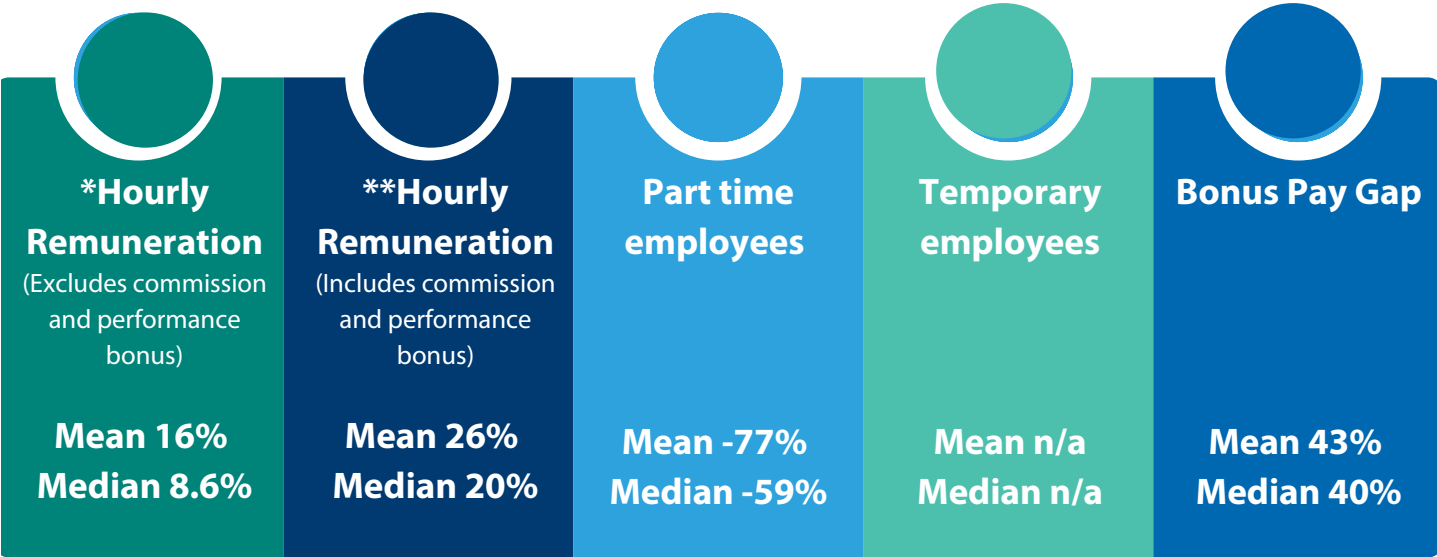 *Hourly
Remuneration
(Excludes commission
and performance
bonus)
Mean 16%
Median 8.6%
**Hourly
Remuneration
(Includes commission
and performance
bonus)
Mean 26%
Median 20%
Part time
employees
Mean -77%
Median -59%
Temporary
employees
Mean n/a
Median n/a
Bonus Pay Gap
Mean 43%
Median 40%